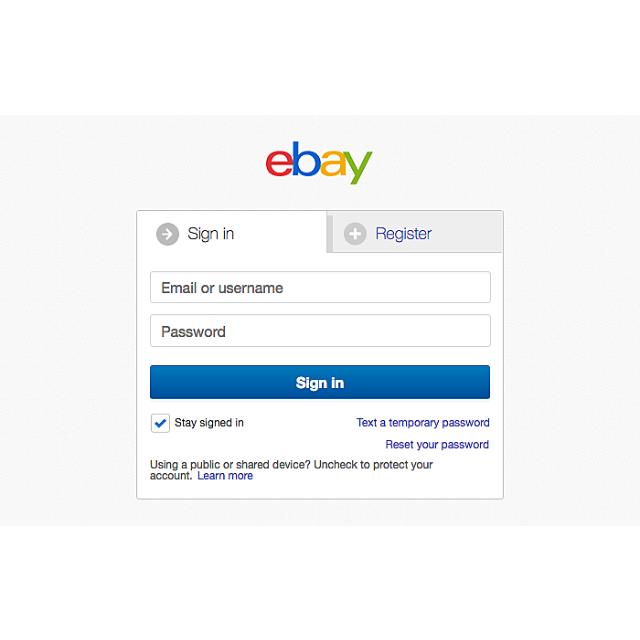 ebay
Sign in
Register
Email or username
Password
Sign in
Stay signed in
Text a temporary password
Reset your password
Using a public or shared device? Uncheck to protect your
account. Learn more